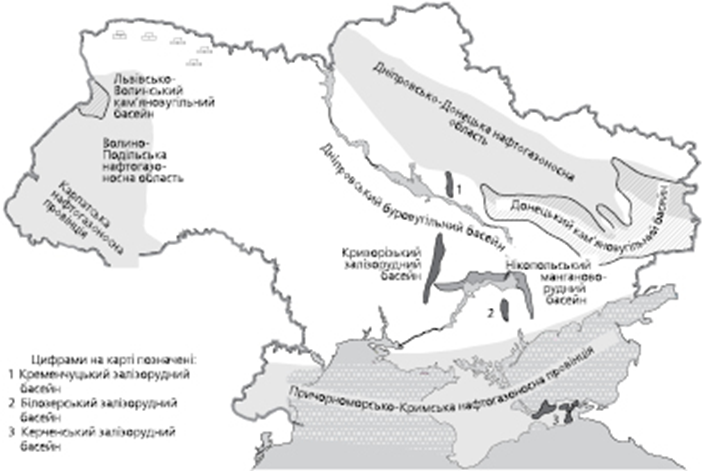 Львівсько-
Волинський
кам'яновугільний
басейн
Волино-
Подільська
нафтогазо-
носна область
Карпатська
нафтогазоносна
провінція
Дніпровсько-Донецька нафтогазоносна
область
Дніпровський буровугільний басейн
1
Донецький кам'яновугільний басейн
Криворізький
залізорудний
басейн
Нікопольський
манганово-
рудний
басейн
2
Причорноморсько-Кримська нафтогазоносна провінція
3
Цифрами на карті позначені:
1 Кременчуцький залізорудний
басейн
2 Білозерський залізорудний
басейн
3 Керченський залізорудний
басейн